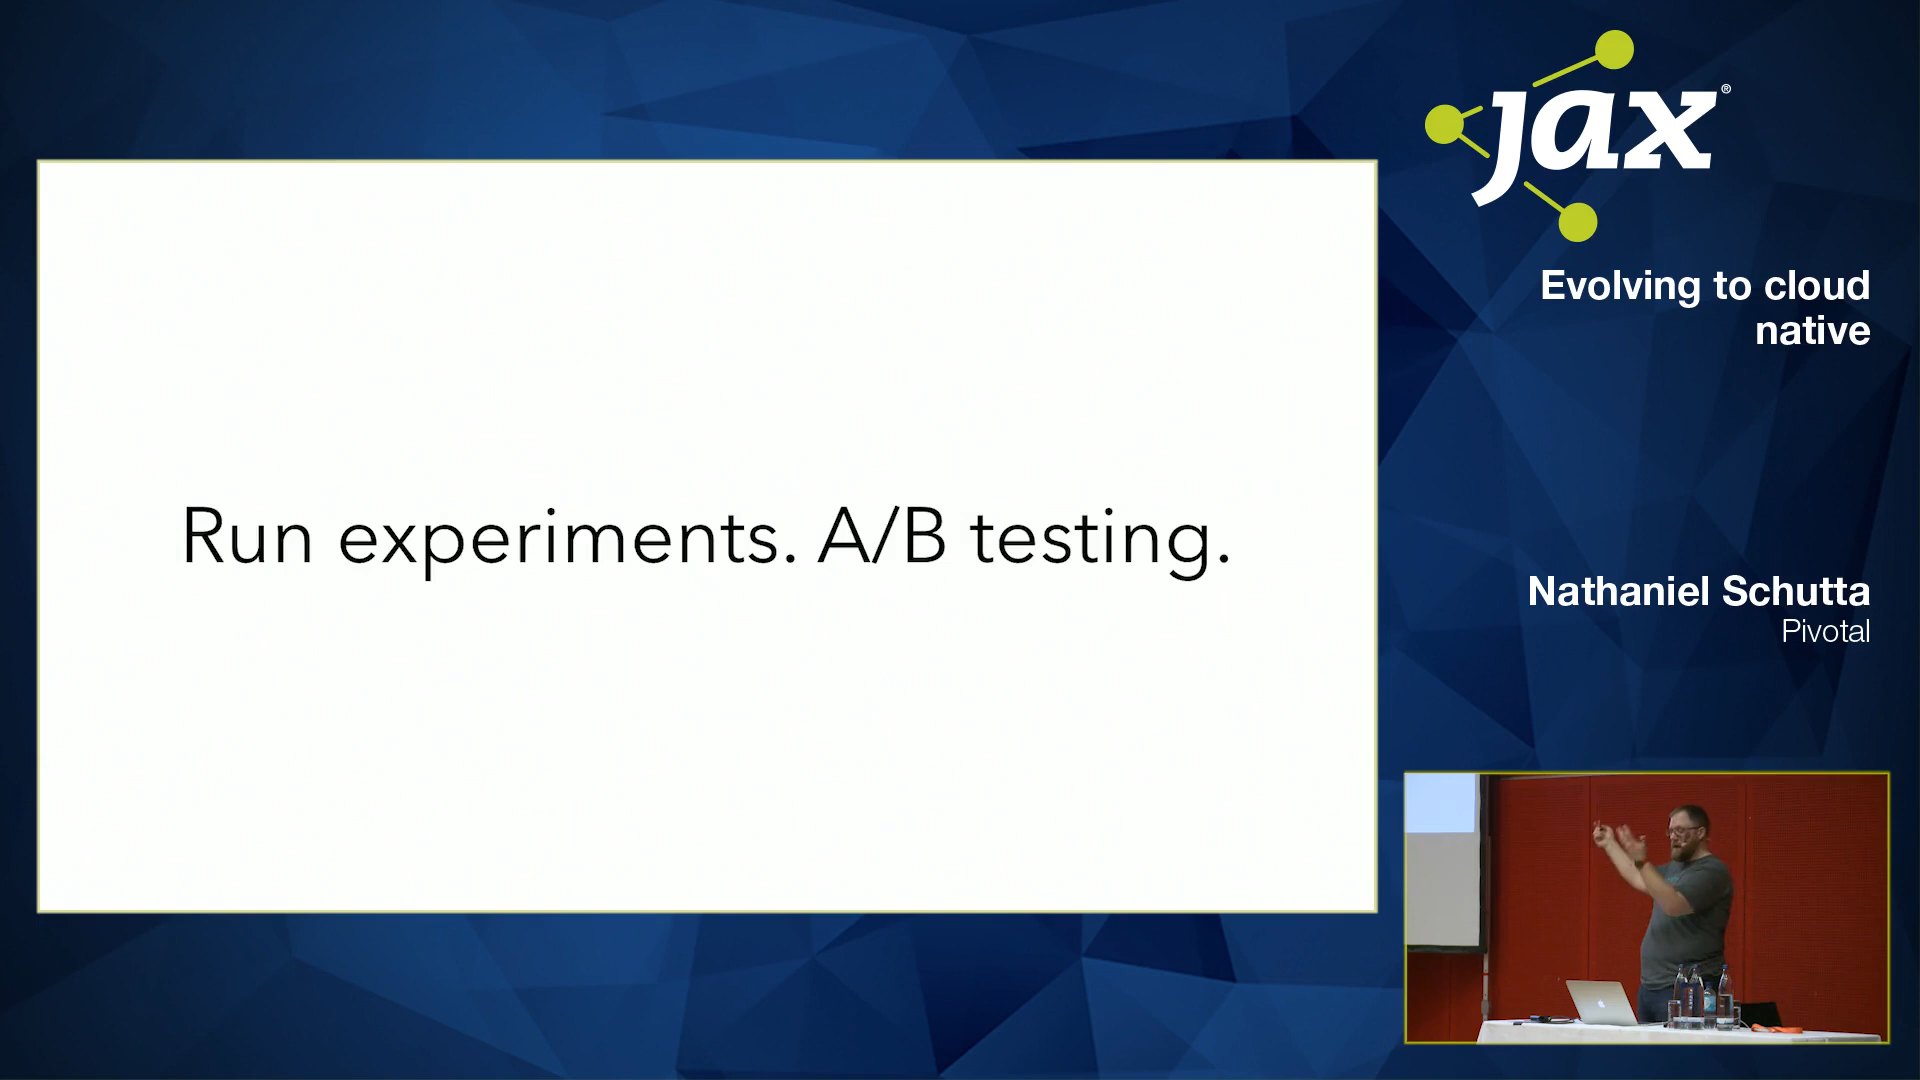 jax®
Evolving to cloud
native
Run experiments. A/B testing.
Nathaniel Schutta
Pivotal